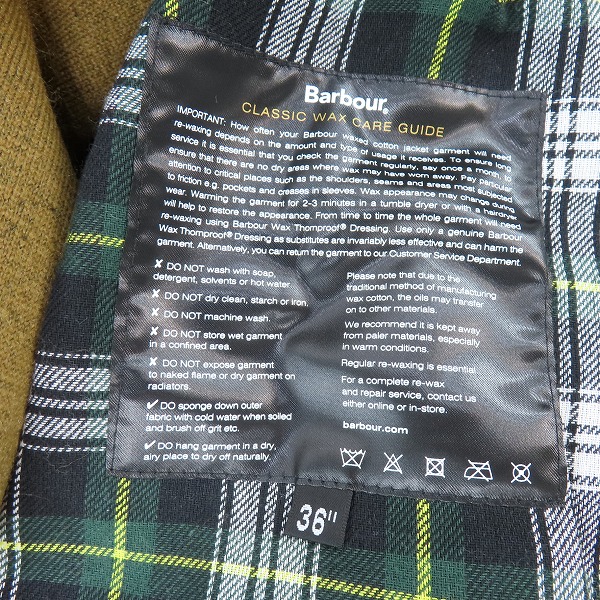 Barbour®
CLASSIC WAX CARE GUIDE
IMPORTANT: How often your Barbour waxed cotton jacket garment will need
re-waxing depends on the amount and type of usage it receives. To ensure long
service it is essential that you check the garment regularly, say once a month, to
ensure that there are no dry areas where wax may have worn away. Pay particular
attention to critical places such as the shoulders, seams and areas most subjected
to friction e.g. pockets and creases in sleeves. Wax appearance may change during
wear. Warming the garment for 2-3 minutes in a tumble dryer or with a hairdryer
will help to restore the appearance. From time to time the whole garment will need
re-waxing using Barbour Wax Thornproof® Dressing. Use only a genuine Barbour
Wax Thornproof® Dressing as substitutes are invariably less effective and can harm the
garment. Alternatively, you can return the garment to our Customer Service Department.
✗ DO NOT wash with soap,
detergent, solvents or hot water.
✗ DO NOT dry clean, starch or iron.
✗ DO NOT machine wash.
✗ DO NOT store wet garment
in a confined area.
✗ DO NOT expose garment
to naked flame or dry garment on
radiators.
✓ DO sponge down outer
fabric with cold water when soiled
and brush off grit etc.
✓ DO hang garment in a dry,
airy place to dry off naturally.
Please note that due to the
traditional method of manufacturing
wax cotton, the oils may transfer
on to other materials.
We recommend it is kept away
from paler materials, especially
in warm conditions.
Regular re-waxing is essential.
For a complete re-wax
and repair service, contact us
either online or in-store.
barbour.com
36"